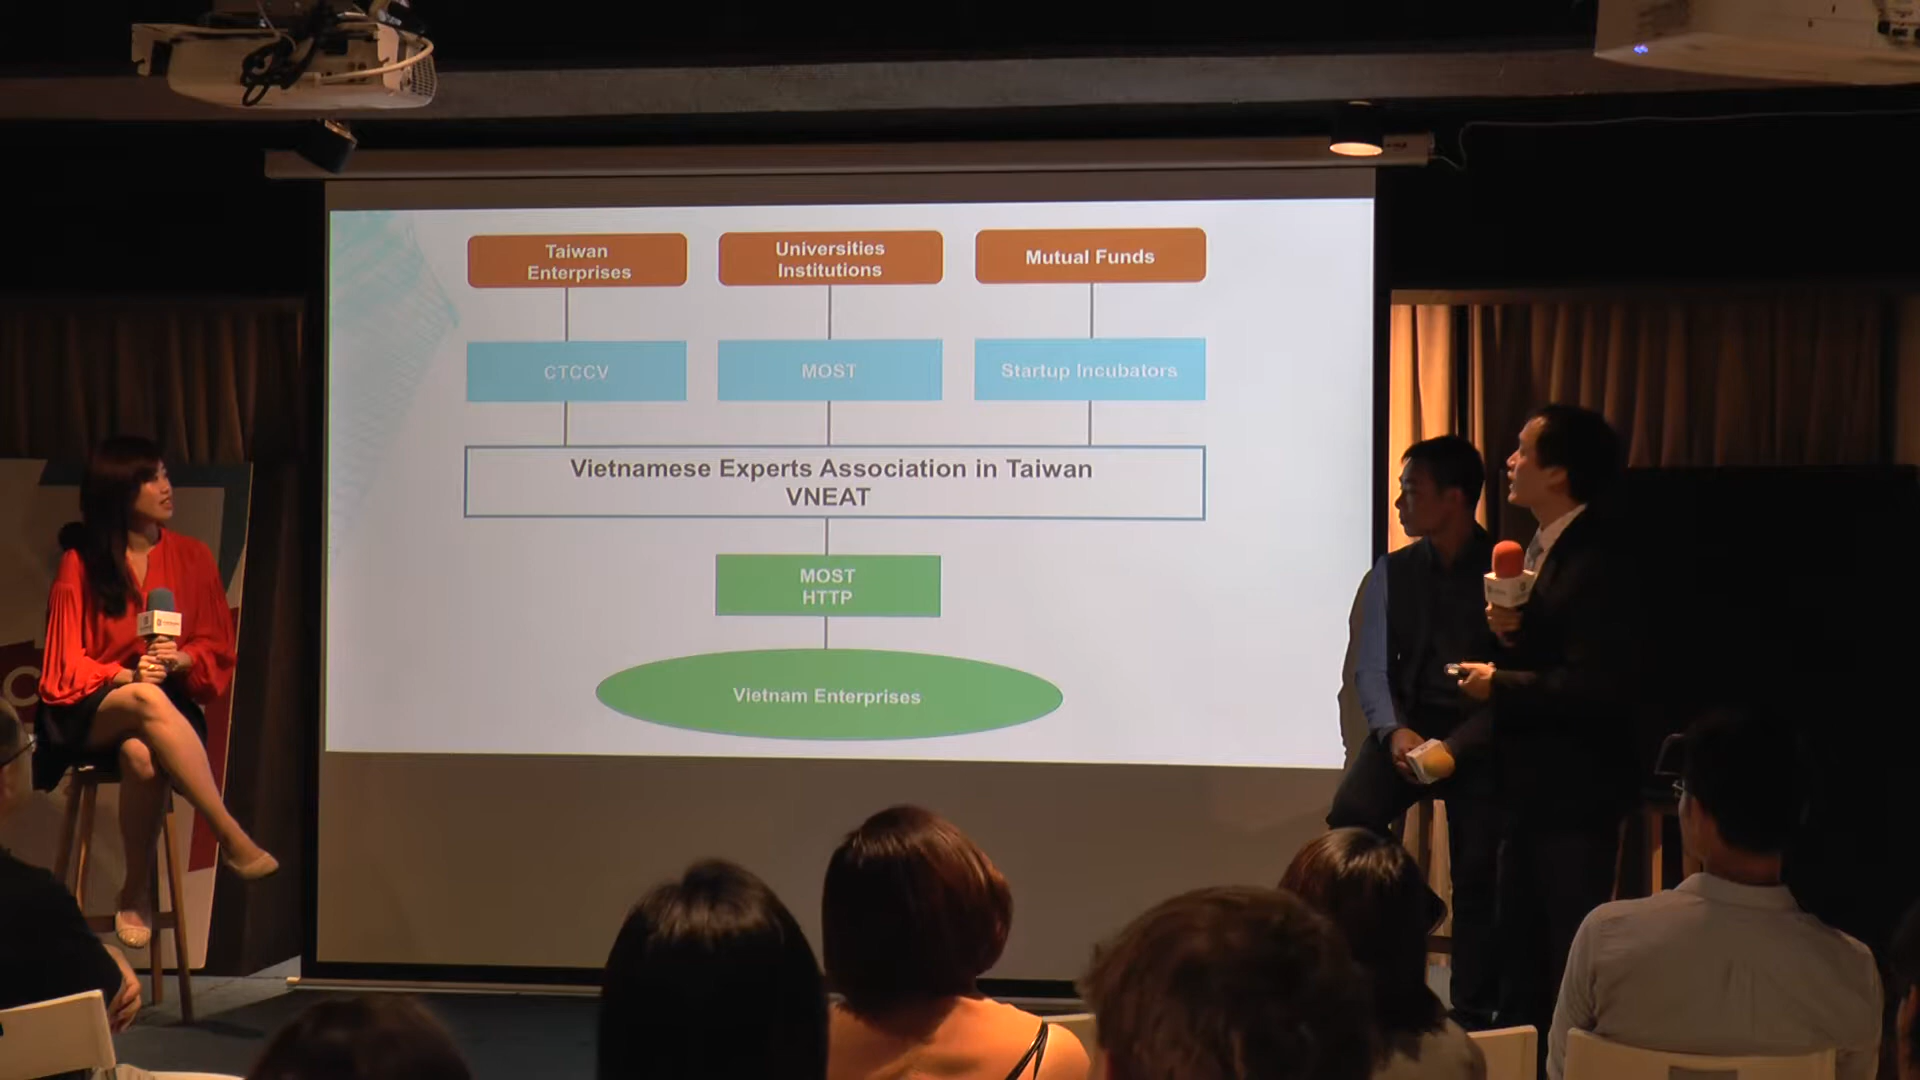 Taiwan
Enterprises
Universities
Institutions
Mutual Funds
CTCCV
MOST
Startup Incubators
Vietnamese Experts Association in Taiwan
VNEAT
MOST
HTTP
Vietnam Enterprises